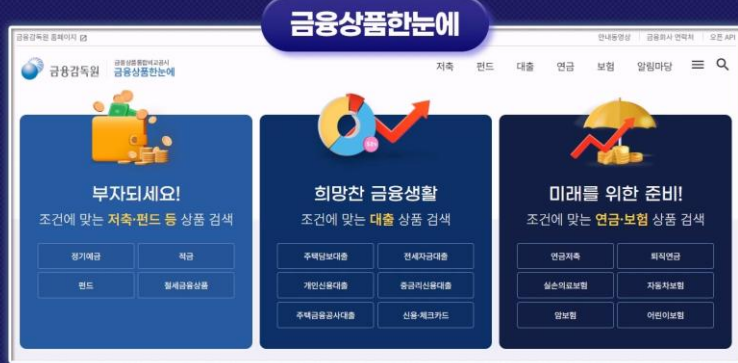 금융상품한눈에
금융감독원 홈페이지
안내동영상 금융회사 연락처 오픈 API
금융감독원
금융상품통합비교공시
금융상품한눈에
저축 펀드 대출 연금 보험 알림마당
부자되세요!
조건에 맞는 저축·펀드 등 상품 검색
정기예금 적금
펀드 절세금융상품
희망찬 금융생활
조건에 맞는 대출 상품 검색
주택담보대출 전세자금대출
개인신용대출 중금리신용대출
주택금융공사대출 신용·체크카드
미래를 위한 준비!
조건에 맞는 연금·보험 상품 검색
연금저축 퇴직연금
실손의료보험 자동차보험
암보험 어린이보험